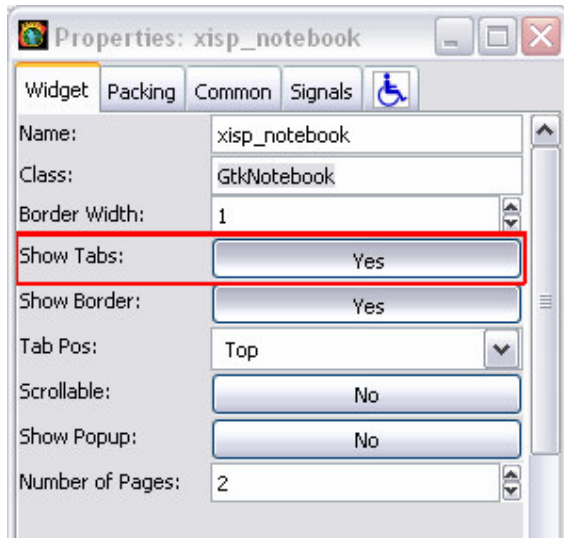 Properties: xisp_notebook
Widget Packing Common Signals
Name: xisp_notebook
Class: GtkNotebook
Border Width: 1
Show Tabs: Yes
Show Border: Yes
Tab Pos: Top
Scrollable: No
Show Popup: No
Number of Pages: 2